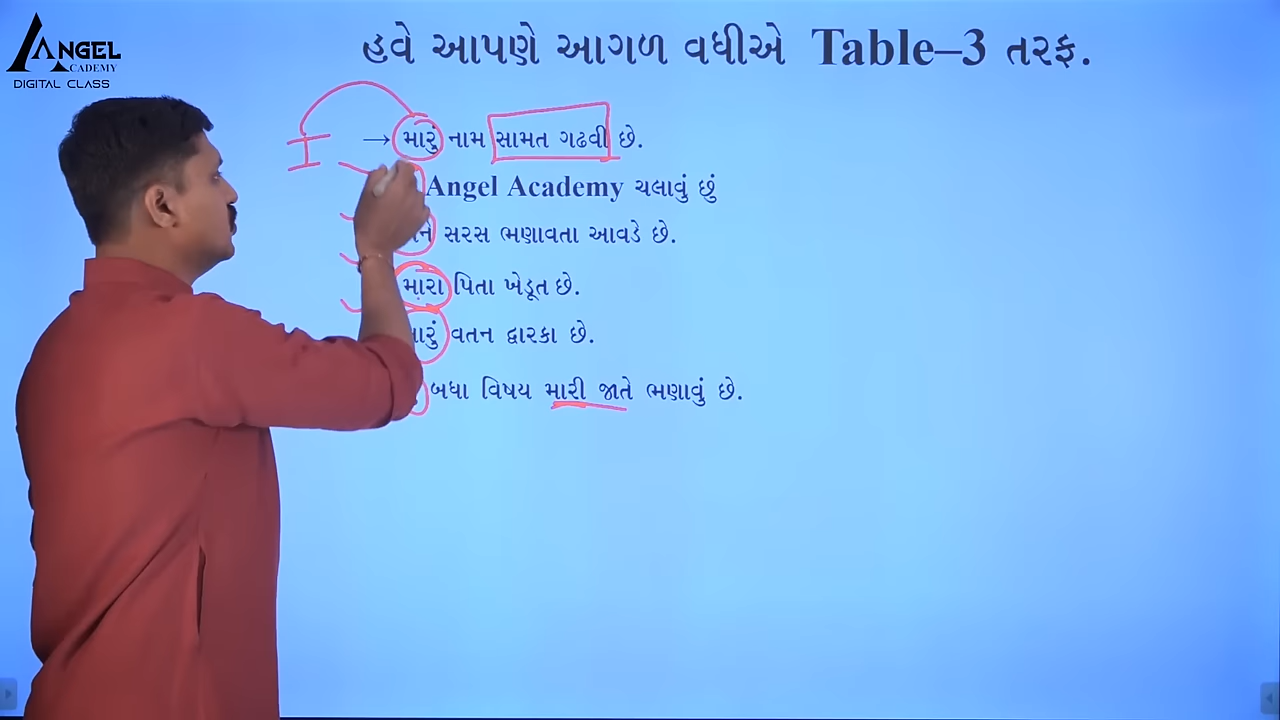 ANGEL
ACADEMY
DIGITAL CLASS
હવે આપણે આગળ વધીએ Table–3 તરફ.
I → મારું નામ સામત ગઢવી છે.
Angel Academy ચલાવું છું
સરસ ભણાવતા આવડે છે.
મારા પિતા ખેડૂત છે.
વતન દ્વારકા છે.
બધા વિષય મારી જાતે ભણાવું છે.